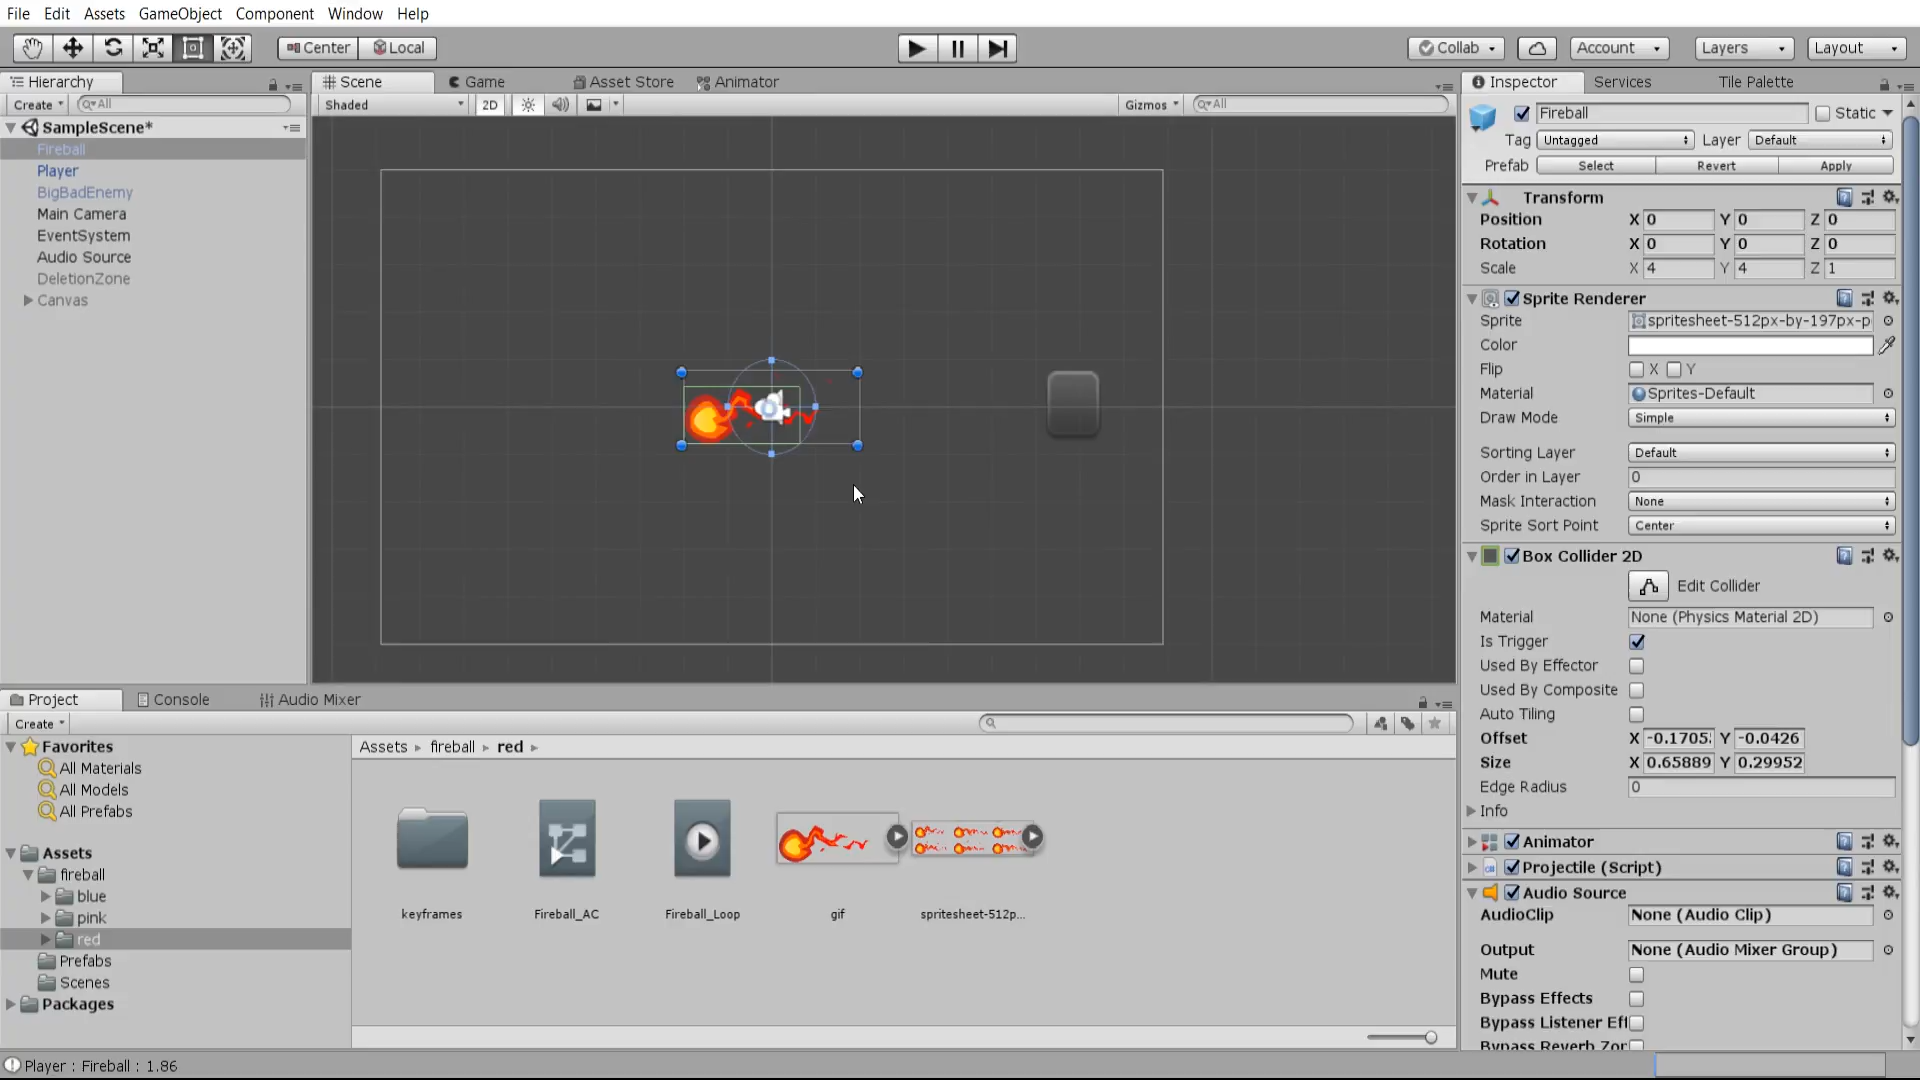 File Edit Assets GameObject Component Window Help
Center Local Collab Account Layers Layout
Hierarchy
Create All
SampleScene*
Fireball
Player
BigBadEnemy
Main Camera
EventSystem
Audio Source
DeletionZone
Canvas
Scene Game Asset Store Animator
Shaded 2D Gizmos All
Inspector Services Tile Palette
Fireball Static
Tag Untagged Layer Default
Prefab Select Revert Apply
Transform
Position X 0 Y 0 Z 0
Rotation X 0 Y 0 Z 0
Scale X 4 Y 4 Z 1
Sprite Renderer
Sprite spritesheet-512px-by-197px-p
Color
Flip X Y
Material Sprites-Default
Draw Mode Simple
Sorting Layer Default
Order in Layer 0
Mask Interaction None
Sprite Sort Point Center
Box Collider 2D
Edit Collider
Material None (Physics Material 2D)
Is Trigger
Used By Effector
Used By Composite
Auto Tiling
Offset X -0.1705 Y -0.0426
Size X 0.65889 Y 0.29952
Edge Radius 0
Info
Animator
Projectile (Script)
Audio Source
AudioClip None (Audio Clip)
Output None (Audio Mixer Group)
Mute
Bypass Effects
Bypass Listener Eff
Bypass Reverb Zor
Project Console Audio Mixer
Create
Favorites
All Materials
All Models
All Prefabs
Assets
fireball
blue
pink
red
Prefabs
Scenes
Packages
Assets fireball red
keyframes Fireball_AC Fireball_Loop gif spritesheet-512p...
Player : Fireball : 1.86